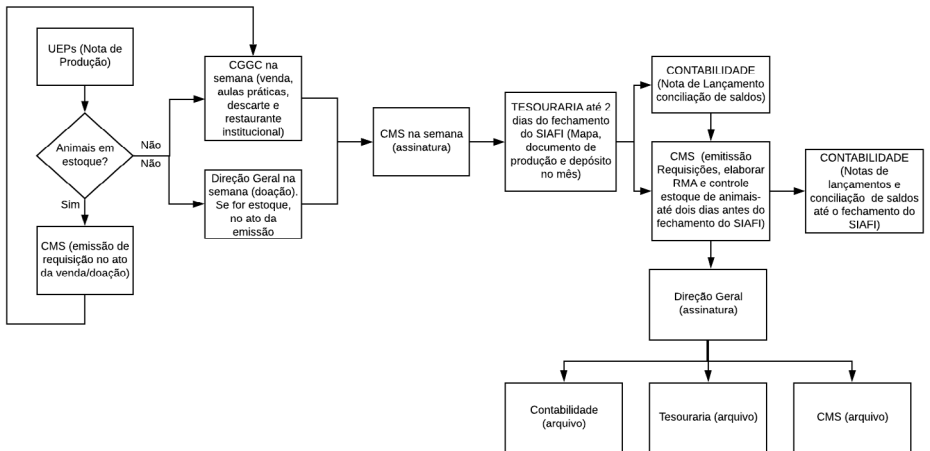 UEPs (Nota de
Produção)
Animais em
estoque?
Não
Não
Sim
CMS (emissão de
requisição no ato
da venda/doação)
CGGC na
semana (venda,
aulas práticas,
descarte e
restaurante
institucional)
Direção Geral na
semana (doação).
Se for estoque,
no ato da
emissão
CMS na semana
(assinatura)
TESOURARIA até 2
dias do fechamento
do SIAFI (Mapa,
documento de
produção e depósito
no mês)
CONTABILIDADE
(Nota de Lançamento
conciliação de saldos)
CMS (emitissão
Requisições, elaborar
RMA e controle
estoque de animais-
até dois dias antes do
fechamento do SIAFI)
CONTABILIDADE
(Notas de
lançamentos e
conciliação de saldos
até o fechamento do
SIAFI)
Direção Geral
(assinatura)
Contabilidade
(arquivo)
Tesouraria (arquivo)
CMS (arquivo)